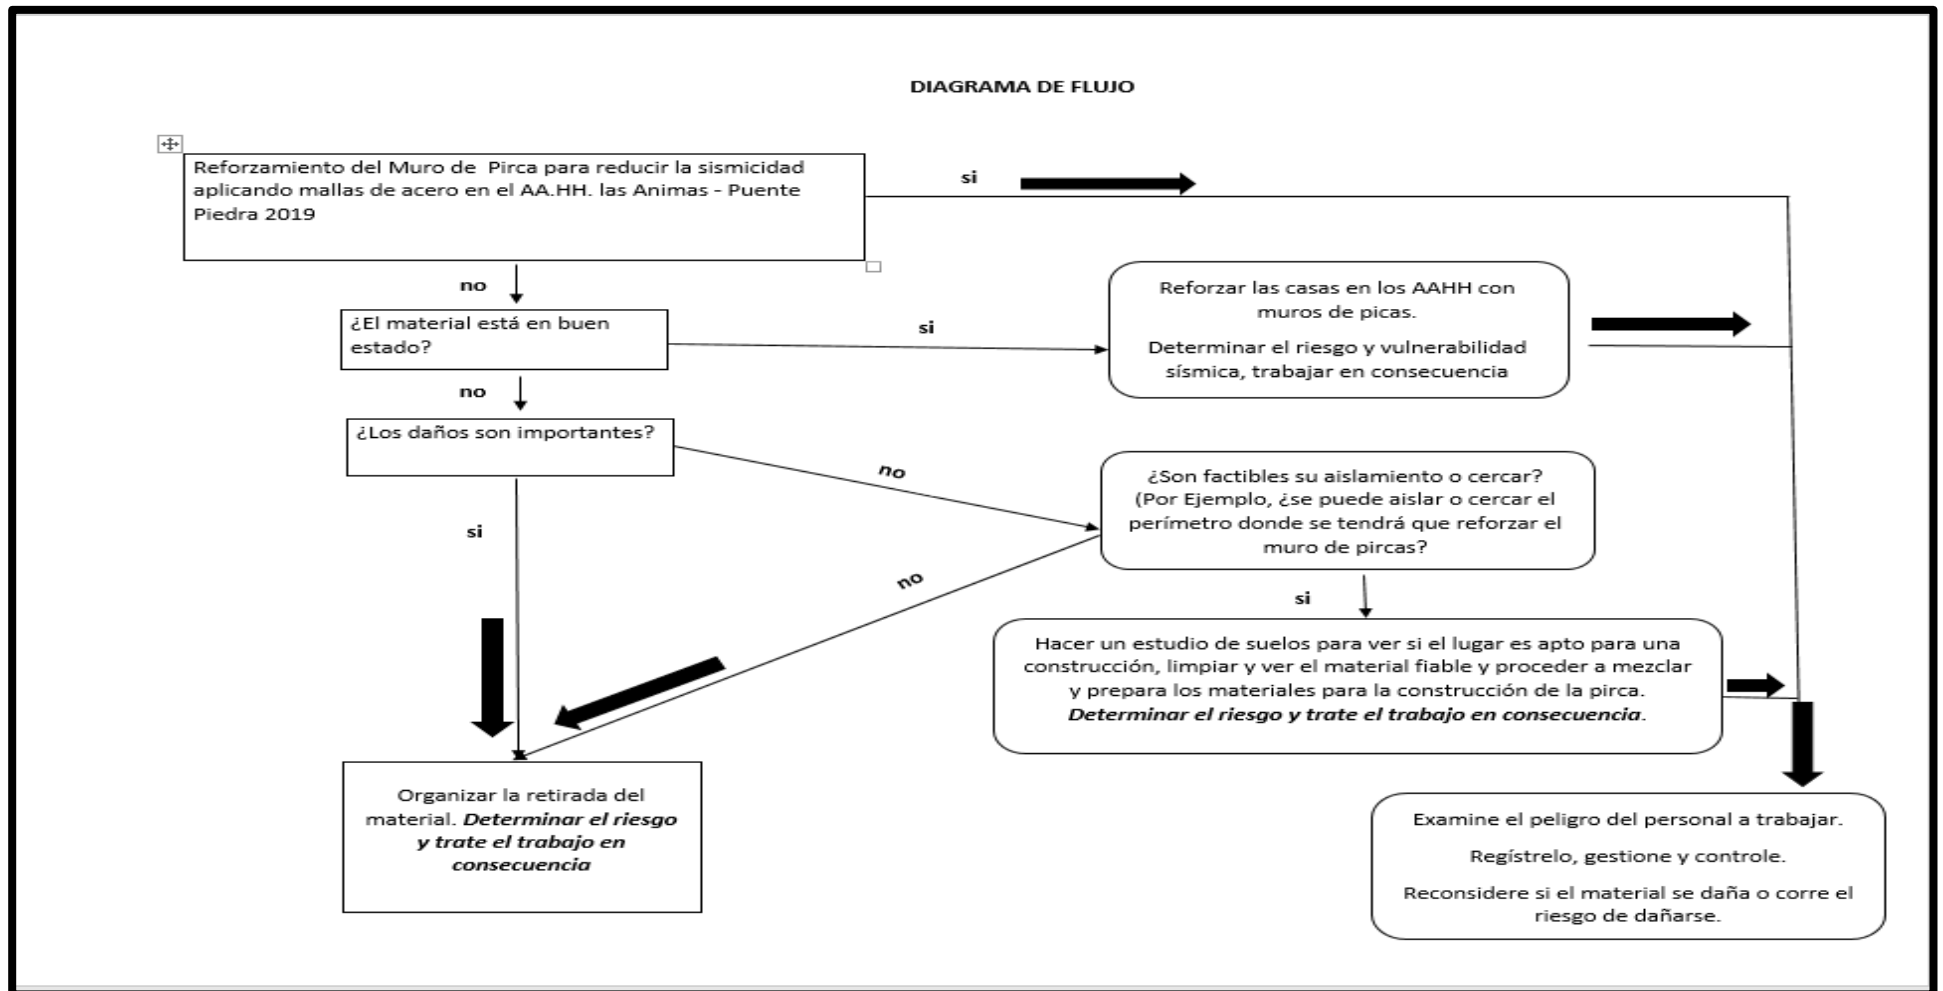 DIAGRAMA DE FLUJO
Reforzamiento del Muro de Pirca para reducir la sismicidad
aplicando mallas de acero en el AA.HH. las Animas - Puente
Piedra 2019
si
no
¿El material está en buen
estado?
si
Reforzar las casas en los AAHH con
muros de picas.
Determinar el riesgo y vulnerabilidad
sísmica, trabajar en consecuencia
no
¿Los daños son importantes?
no
¿Son factibles su aislamiento o cercar?
(Por Ejemplo, ¿se puede aislar o cercar el
perímetro donde se tendrá que reforzar el
muro de pircas?
si
no
si
Hacer un estudio de suelos para ver si el lugar es apto para una
construcción, limpiar y ver el material fiable y proceder a mezclar
y prepara los materiales para la construcción de la pirca.
Determinar el riesgo y trate el trabajo en consecuencia.
Organizar la retirada del
material. Determinar el riesgo
y trate el trabajo en
consecuencia
Examine el peligro del personal a trabajar.
Regístrelo, gestione y controle.
Reconsidere si el material se daña o corre el
riesgo de dañarse.